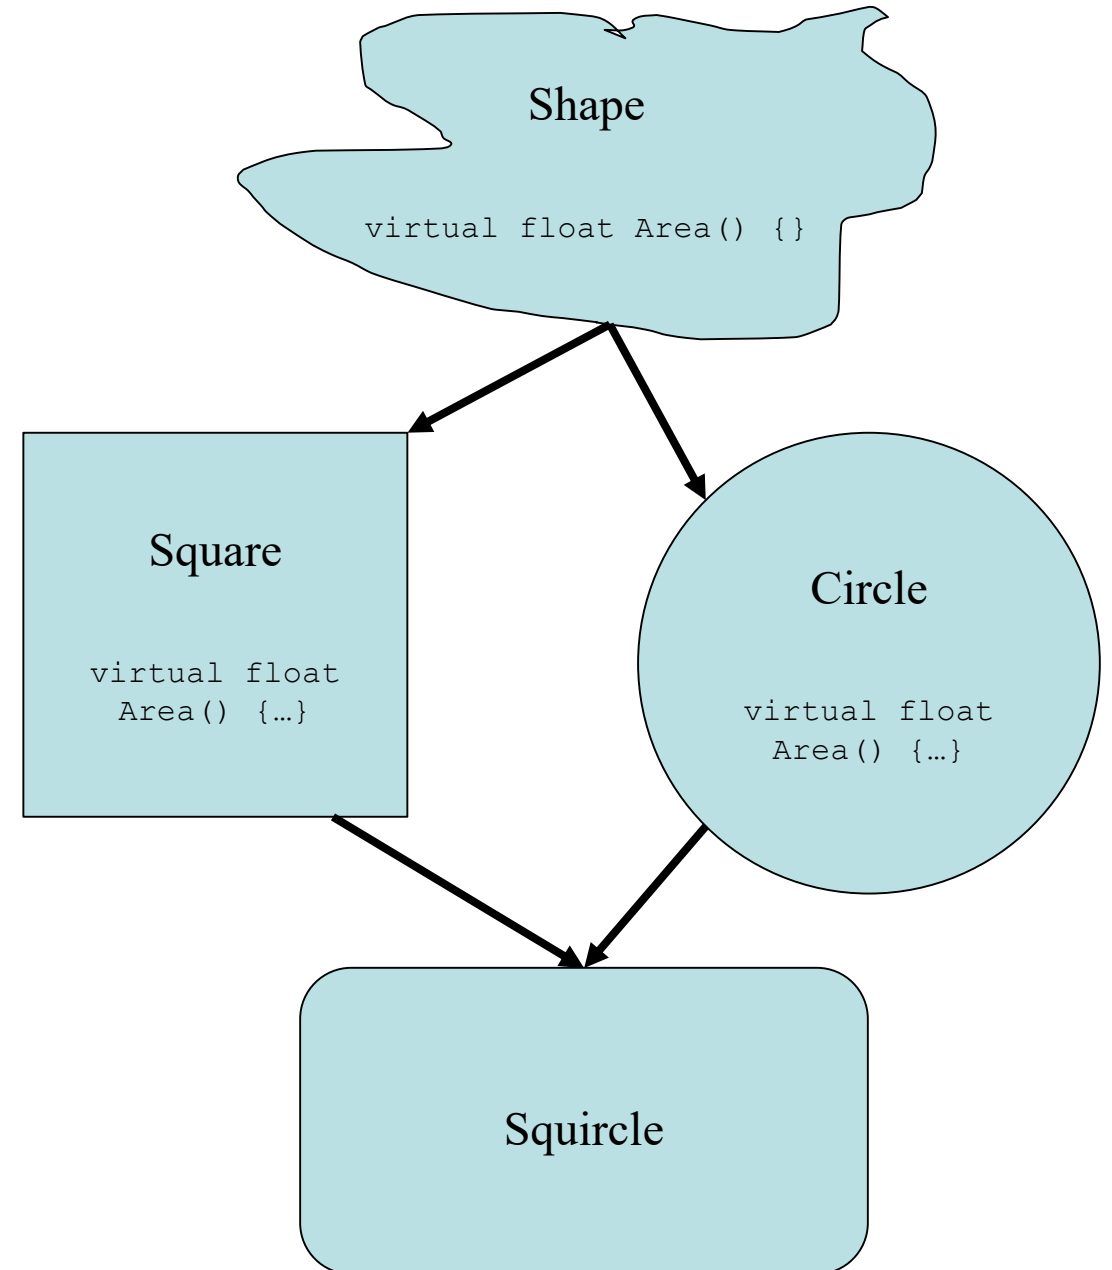 Shape
virtual float Area() {}
Square
virtual float
Area() {…}
Circle
virtual float
Area() {…}
Squircle